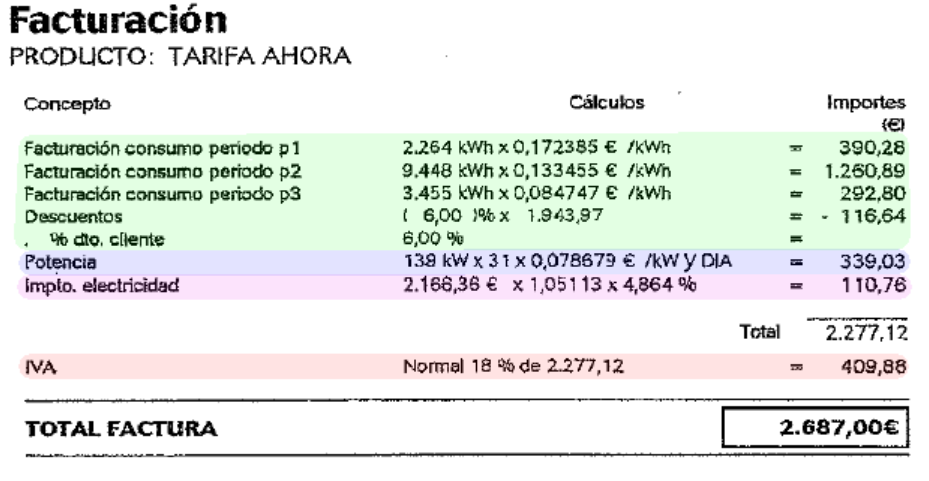 Facturación
PRODUCTO: TARIFA AHORA
Concepto Cálculos Importes
(€)
Facturación consumo periodo p1 2.264 kWh x 0,172385 € /kWh = 390,28
Facturación consumo periodo p2 9.448 kWh x 0,133455 € /kWh = 1.260,89
Facturación consumo periodo p3 3.455 kWh x 0,084747 € /kWh = 292,80
Descuentos ( 6,00 )% x 1.943,97 = - 116,64
. % dto. cliente 6,00 % =
Potencia 139 kW x 31 x 0,078679 € /kW y DIA = 339,03
Impto. electricidad 2.166,36 € x 1,05113 x 4,864 % = 110,76
Total 2.277,12
IVA Normal 18 % de 2.277,12 = 409,88
TOTAL FACTURA 2.687,00€